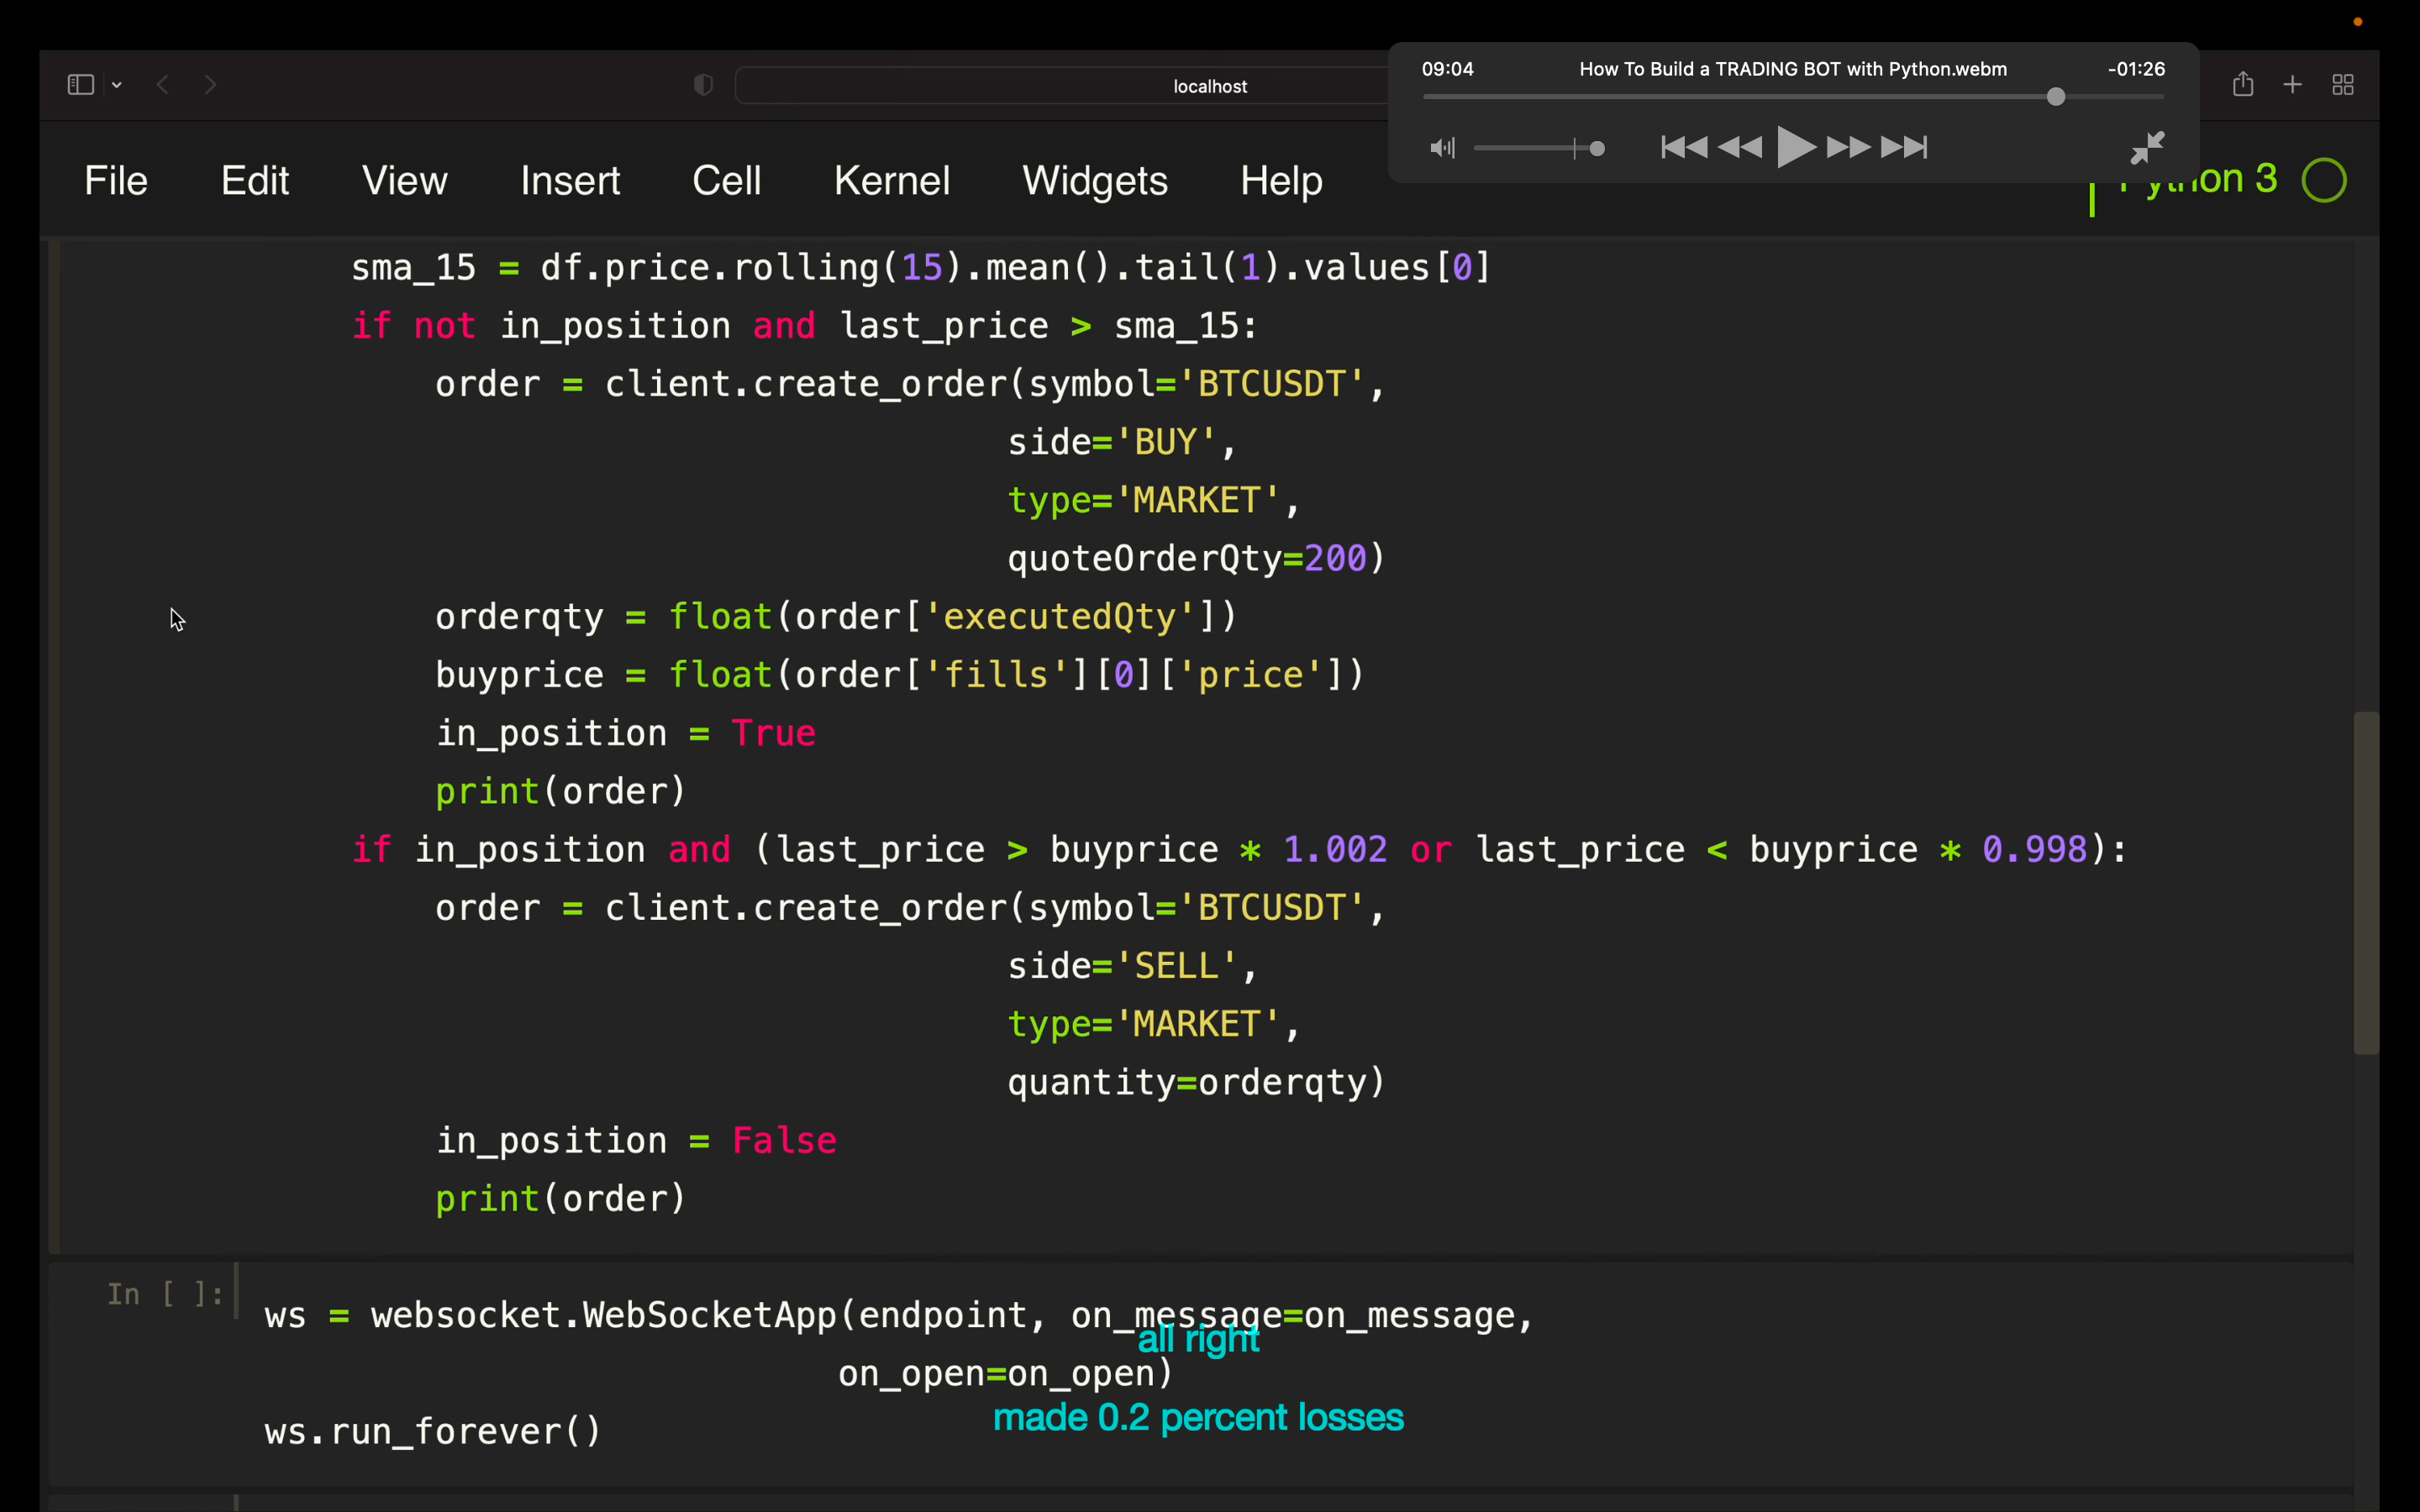 09:04 How To Build a TRADING BOT with Python.webm -01:26
localhost
File Edit View Insert Cell Kernel Widgets Help Python 3
sma_15 = df.price.rolling(15).mean().tail(1).values[0]
if not in_position and last_price > sma_15:
order = client.create_order(symbol='BTCUSDT',
side='BUY',
type='MARKET',
quoteOrderQty=200)
orderqty = float(order['executedQty'])
buyprice = float(order['fills'][0]['price'])
in_position = True
print(order)
if in_position and (last_price > buyprice * 1.002 or last_price < buyprice * 0.998):
order = client.create_order(symbol='BTCUSDT',
side='SELL',
type='MARKET',
quantity=orderqty)
in_position = False
print(order)
In [ ]:
ws = websocket.WebSocketApp(endpoint, on_message=on_message,
all right
on_open=on_open)
made 0.2 percent losses
ws.run_forever()